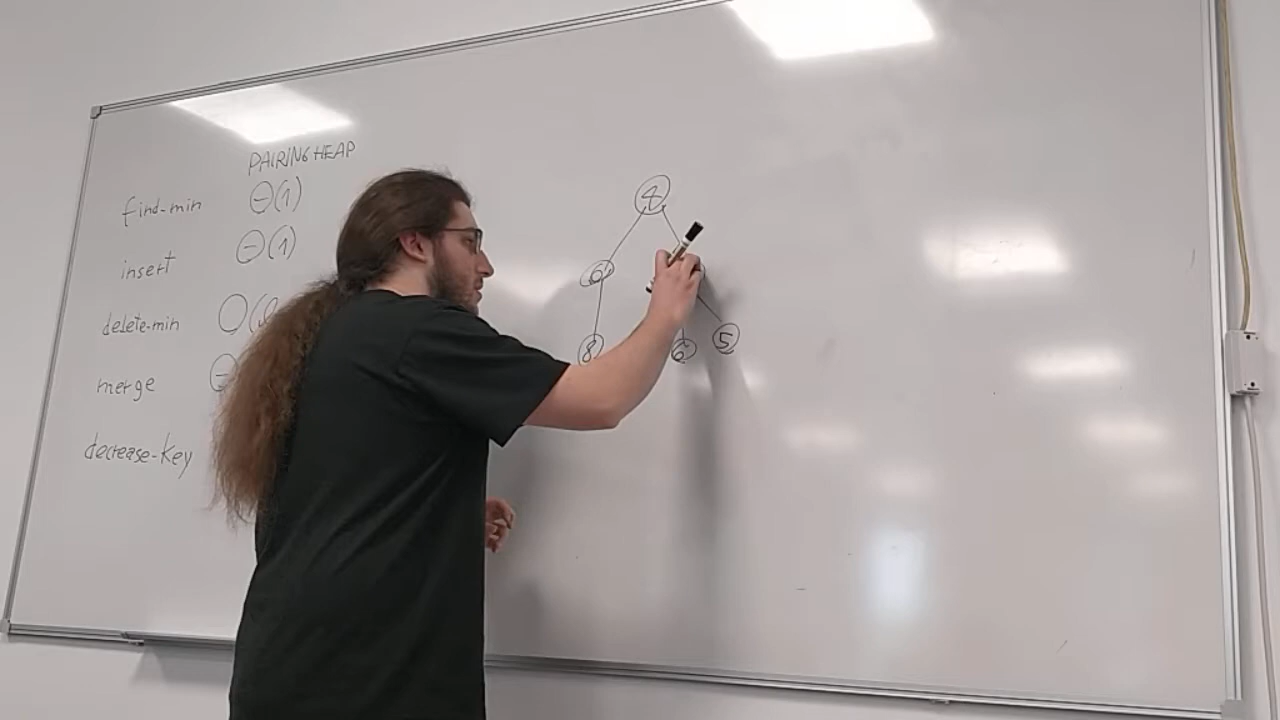 PAIRING HEAP
find-min Θ(1)
insert Θ(1)
delete-min
merge
decrease-key
4
6
8 6 5